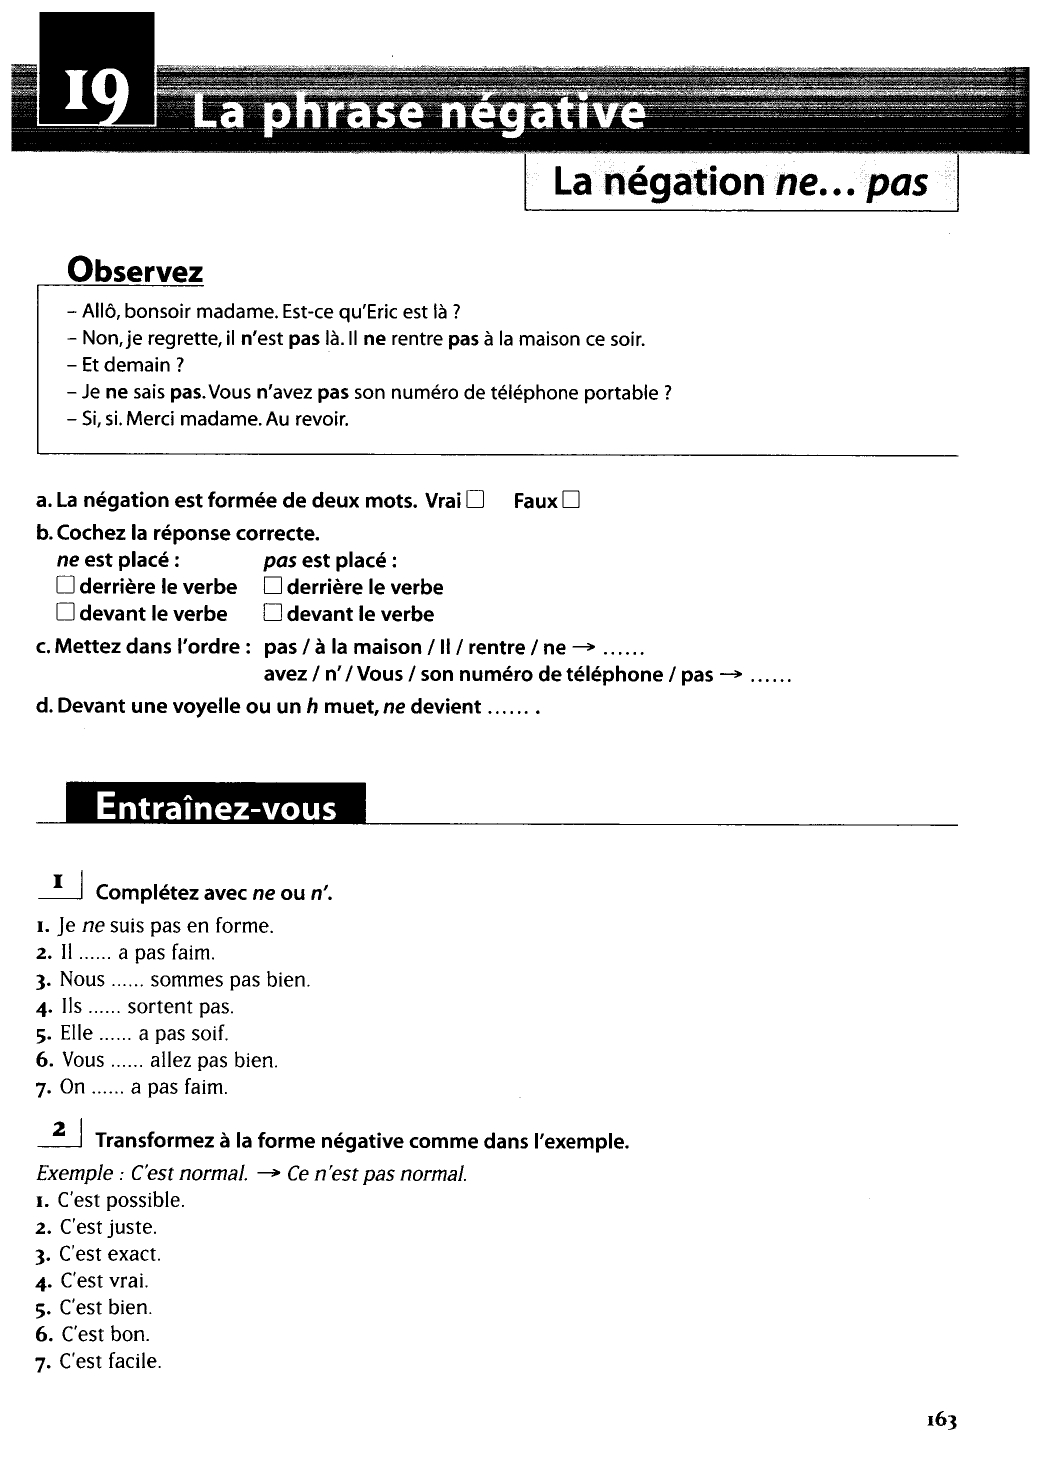 19
La phrase négative
La négation ne... pas
Observez
– Allô, bonsoir madame. Est-ce qu'Eric est là ?
– Non, je regrette, il n'est pas là. Il ne rentre pas à la maison ce soir.
– Et demain ?
– Je ne sais pas. Vous n'avez pas son numéro de téléphone portable ?
– Si, si. Merci madame. Au revoir.
a. La négation est formée de deux mots. Vrai ☐ Faux ☐
b. Cochez la réponse correcte.
ne est placé : pas est placé :
☐ derrière le verbe ☐ derrière le verbe
☐ devant le verbe ☐ devant le verbe
c. Mettez dans l'ordre : pas / à la maison / Il / rentre / ne → ......
avez / n' / Vous / son numéro de téléphone / pas → ......
d. Devant une voyelle ou un h muet, ne devient ...... .
Entraînez-vous
1 Complétez avec ne ou n'.
1. Je ne suis pas en forme.
2. Il ...... a pas faim.
3. Nous ...... sommes pas bien.
4. Ils ...... sortent pas.
5. Elle ...... a pas soif.
6. Vous ...... allez pas bien.
7. On ...... a pas faim.
2 Transformez à la forme négative comme dans l'exemple.
Exemple : C'est normal. → Ce n'est pas normal.
1. C'est possible.
2. C'est juste.
3. C'est exact.
4. C'est vrai.
5. C'est bien.
6. C'est bon.
7. C'est facile.
163